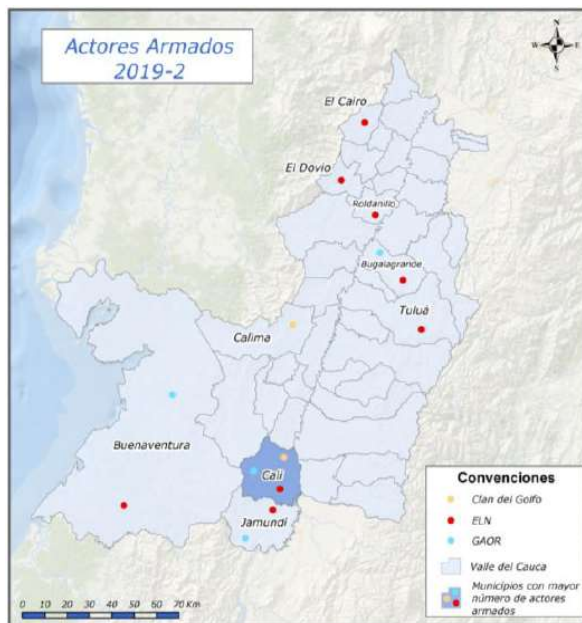 Actores Armados
2019-2
N
W
E
S
El Cairo
El Dovio
Roldanillo
Bugalagrande
Tuluá
Calima
Buenaventura
Cali
Jamundí
Convenciones
Clan del Golfo
ELN
GAOR
Valle del Cauca
Municipios con mayor
número de actores
armados
0 10 20 30 40 50 60 70 Km